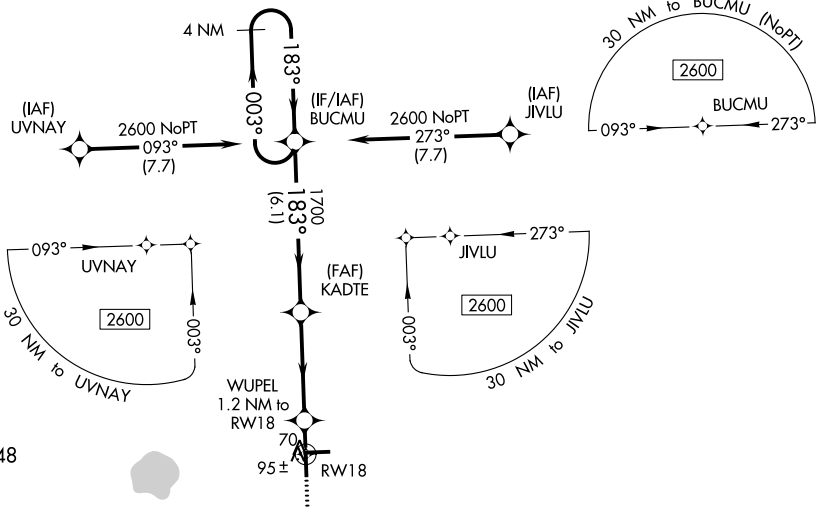 30 NM to BUCMU (NoPT)
2600
BUCMU
093°
273°
4 NM
183°
003°
(IF/IAF)
BUCMU
(IAF)
UVNAY
2600 NoPT
093°
(7.7)
(IAF)
JIVLU
2600 NoPT
273°
(7.7)
1700
183°
(6.1)
093°
UVNAY
2600
003°
30 NM to UVNAY
273°
JIVLU
2600
003°
30 NM to JIVLU
(FAF)
KADTE
WUPEL
1.2 NM to
RW18
70
95±
RW18
48